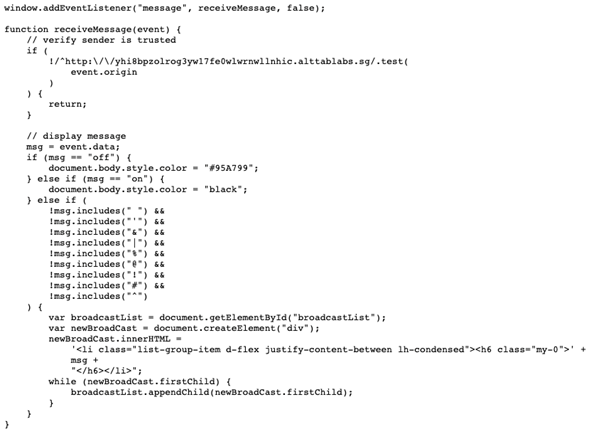 window.addEventListener("message", receiveMessage, false);
function receiveMessage(event) {
// verify sender is trusted
if (
!/^http:\/\/yhi8bpzolrog3yw17fe0wlwrnwllnhic.alttablabs.sg/.test(
event.origin
)
) {
return;
}
// display message
msg = event.data;
if (msg == "off") {
document.body.style.color = "#95A799";
} else if (msg == "on") {
document.body.style.color = "black";
} else if (
!msg.includes(" ") &&
!msg.includes("'") &&
!msg.includes("&") &&
!msg.includes("|") &&
!msg.includes("%") &&
!msg.includes("@") &&
!msg.includes("!") &&
!msg.includes("#") &&
!msg.includes("^")
) {
var broadcastList = document.getElementById("broadcastList");
var newBroadCast = document.createElement("div");
newBroadCast.innerHTML =
'<li class="list-group-item d-flex justify-content-between lh-condensed"><h6 class="my-0">' +
msg +
"</h6></li>";
while (newBroadCast.firstChild) {
broadcastList.appendChild(newBroadCast.firstChild);
}
}
}